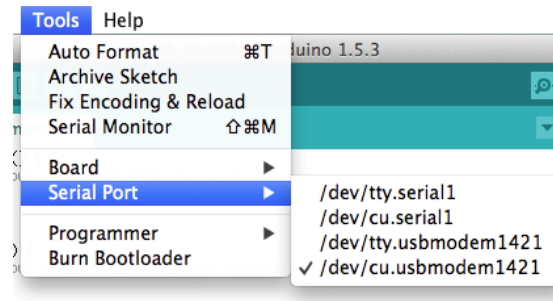 Tools Help
duino 1.5.3
Auto Format ⌘T
Archive Sketch
Fix Encoding & Reload
Serial Monitor ⇧⌘M
Board
Serial Port
Programmer
Burn Bootloader
/dev/tty.serial1
/dev/cu.serial1
/dev/tty.usbmodem1421
✓ /dev/cu.usbmodem1421